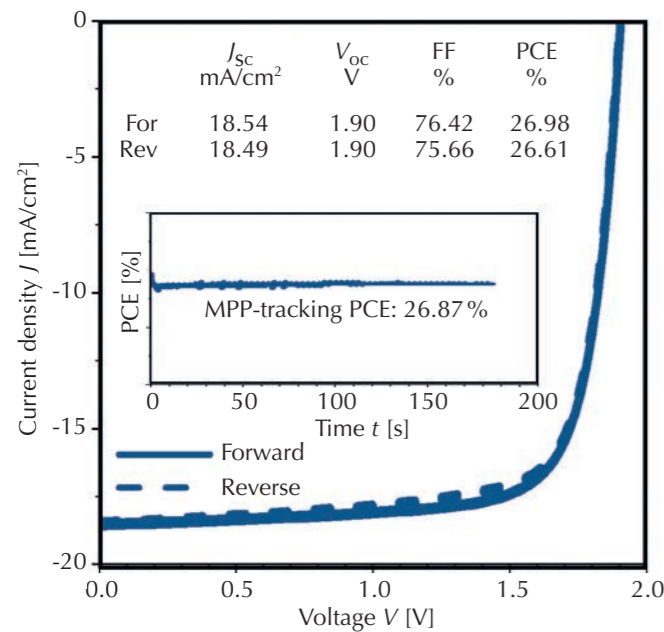 0
-5
-10
-15
-20
Current density J [mA/cm²]
Jsc Voc FF PCE
mA/cm² V % %
For 18.54 1.90 76.42 26.98
Rev 18.49 1.90 75.66 26.61
PCE [%]
MPP-tracking PCE: 26.87 %
0 50 100 150 200
Time t [s]
Forward
Reverse
0.0 0.5 1.0 1.5 2.0
Voltage V [V]